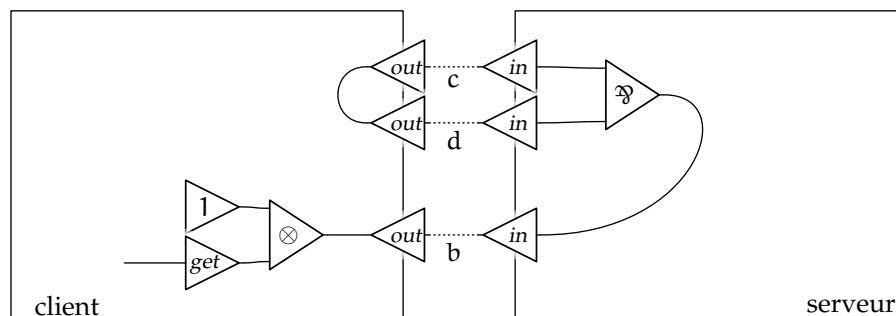 out in
c
⅋
out in
d
1
⊗
out in
get
b
client serveur